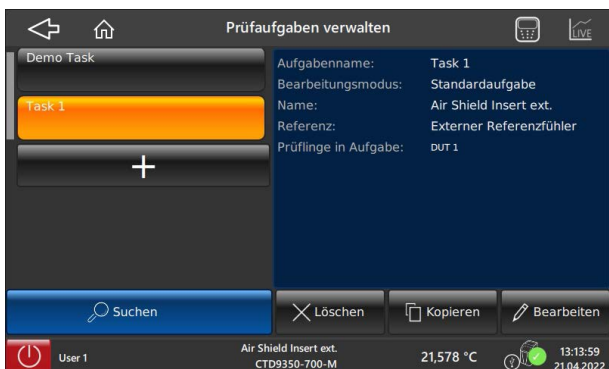 Prüfaufgaben verwalten
LIVE
Demo Task
Task 1
+
Aufgabenname: Task 1
Bearbeitungsmodus: Standardaufgabe
Name: Air Shield Insert ext.
Referenz: Externer Referenzfühler
Prüflinge in Aufgabe: DUT 1
Suchen
Löschen
Kopieren
Bearbeiten
User 1
Air Shield Insert ext.
CTD9350-700-M
21,578 °C
13:13:59
21.04.2022